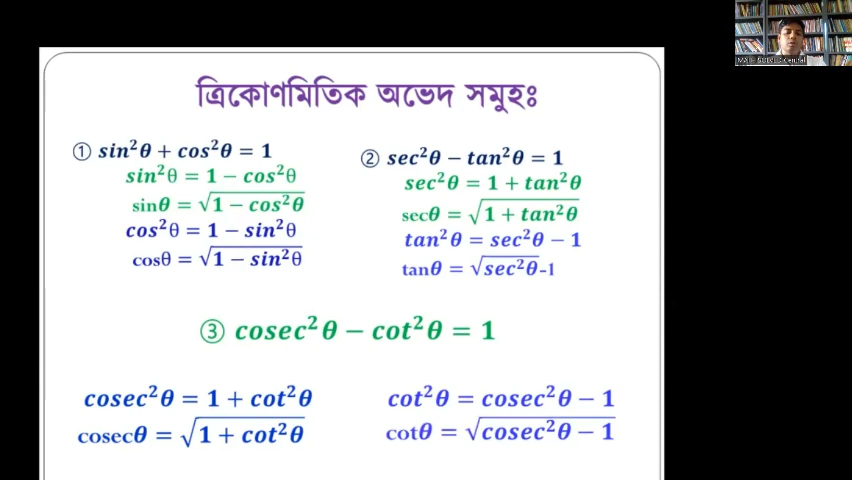 ত্রিকোণমিতিক অভেদ সমুহঃ
① sin²θ + cos²θ = 1
sin²θ = 1 − cos²θ
sinθ = √(1 − cos²θ)
cos²θ = 1 − sin²θ
cosθ = √(1 − sin²θ)
② sec²θ − tan²θ = 1
sec²θ = 1 + tan²θ
secθ = √(1 + tan²θ)
tan²θ = sec²θ − 1
tanθ = √(sec²θ)-1
③ cosec²θ − cot²θ = 1
cosec²θ = 1 + cot²θ
cosecθ = √(1 + cot²θ)
cot²θ = cosec²θ − 1
cotθ = √(cosec²θ − 1)